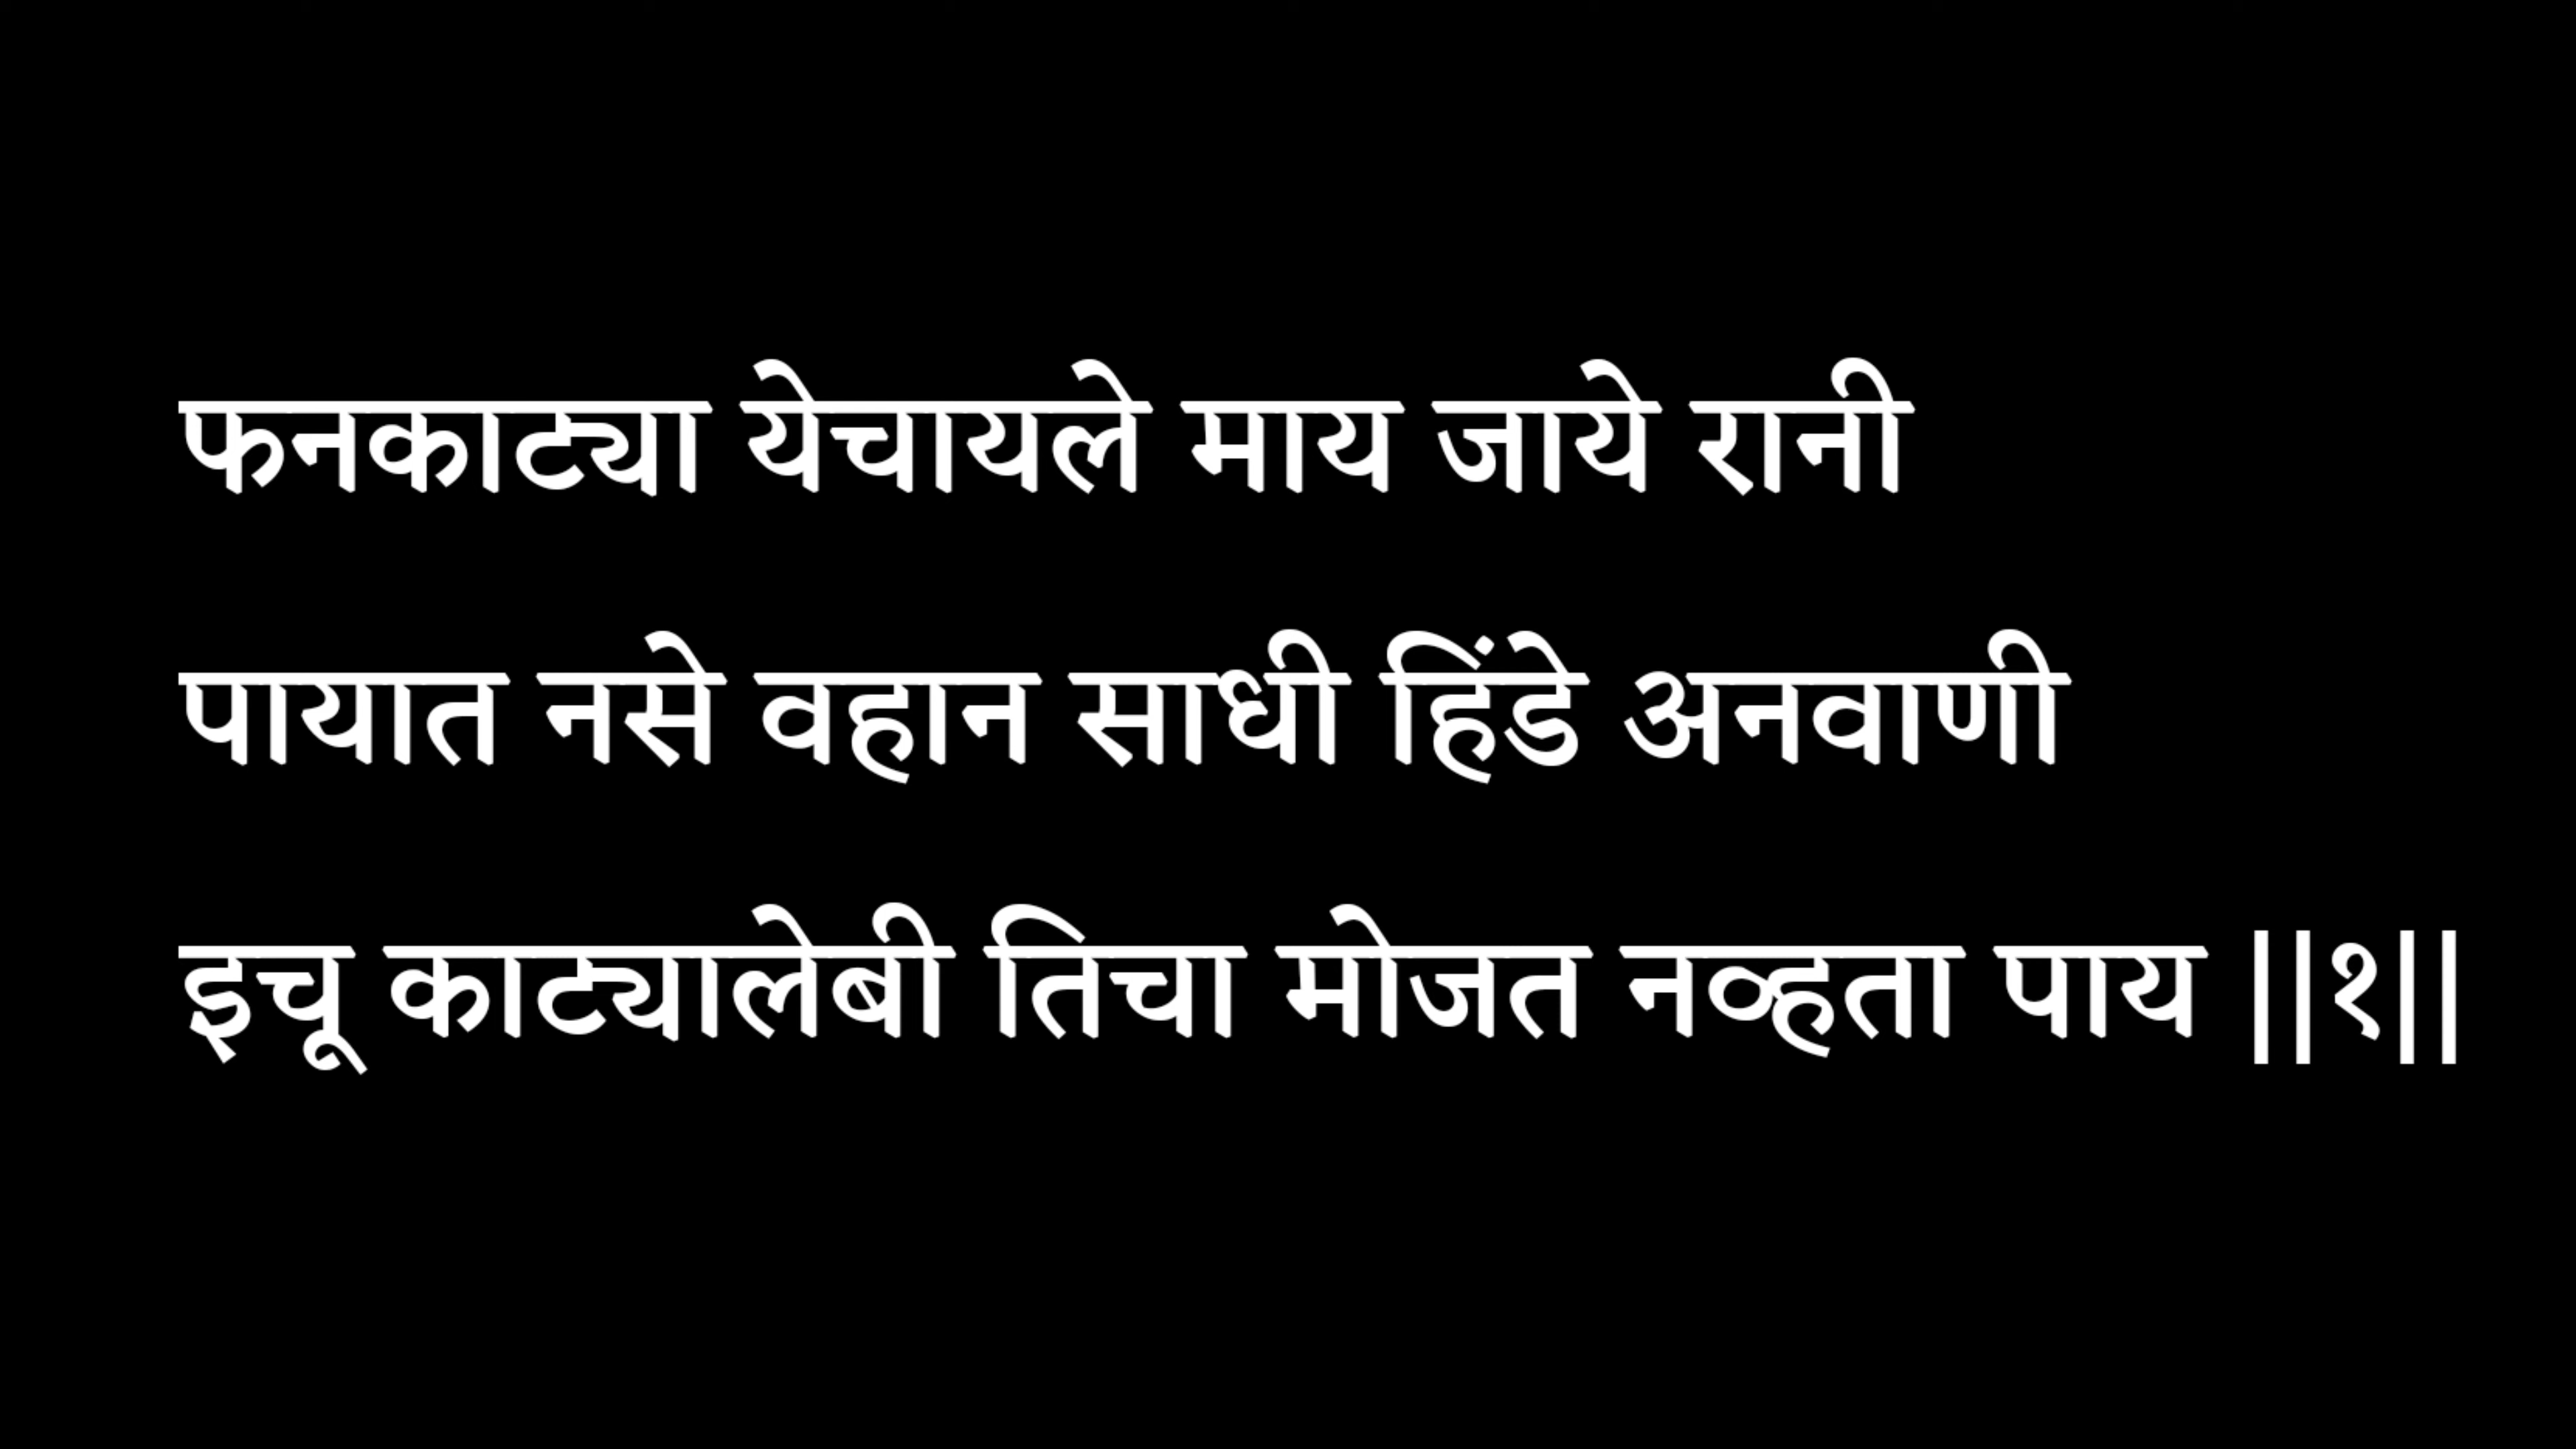 फनकाट्या येचायले माय जाये रानी
पायात नसे वहान साधी हिंडे अनवाणी
इचू काट्यालेबी तिचा मोजत नव्हता पाय ||१||